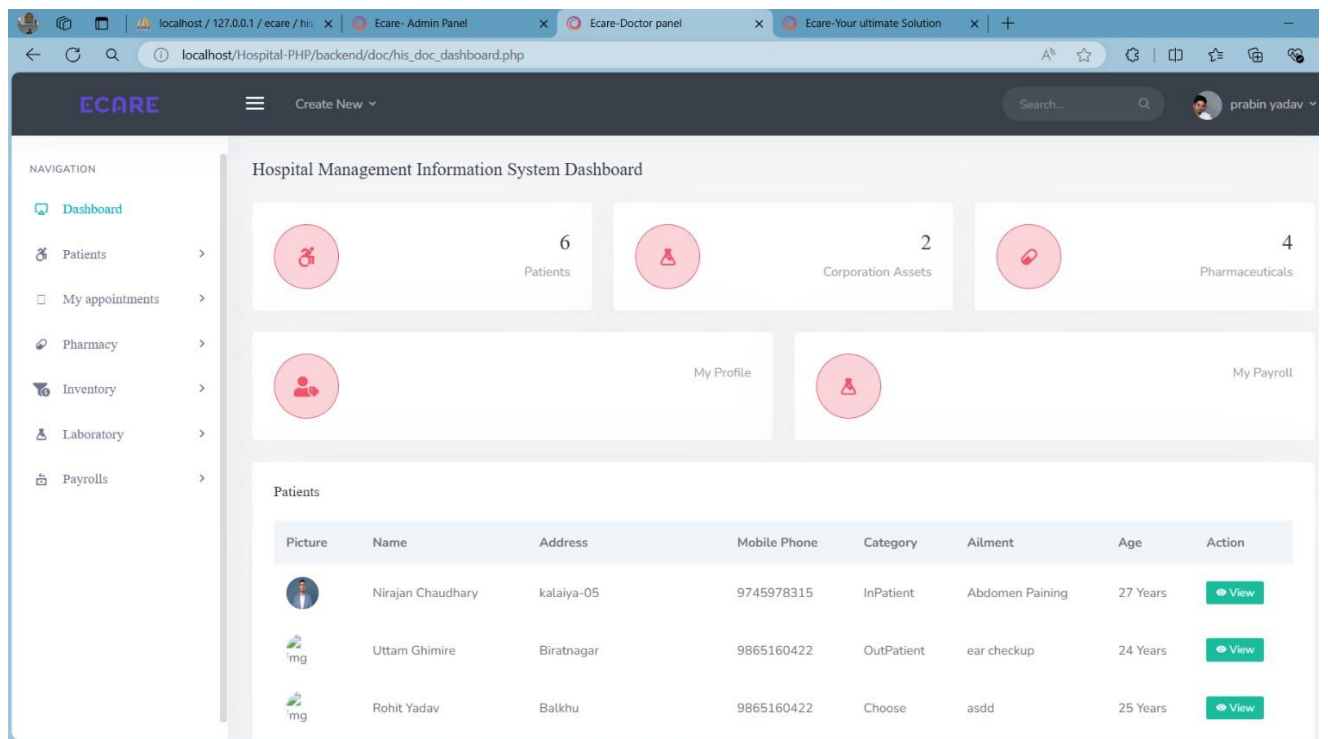 localhost / 127.0.0.1 / ecare / his Ecare- Admin Panel Ecare-Doctor panel Ecare-Your ultimate Solution
localhost/Hospital-PHP/backend/doc/his_doc_dashboard.php
ECARE Create New Search... prabin yadav
NAVIGATION
Hospital Management Information System Dashboard
Dashboard
Patients
My appointments
Pharmacy
Inventory
Laboratory
Payrolls
6
Patients
2
Corporation Assets
4
Pharmaceuticals
My Profile
My Payroll
Patients
Picture Name Address Mobile Phone Category Ailment Age Action
Nirajan Chaudhary kalaiya-05 9745978315 InPatient Abdomen Paining 27 Years View
img Uttam Ghimire Biratnagar 9865160422 OutPatient ear checkup 24 Years View
img Rohit Yadav Balkhu 9865160422 Choose asdd 25 Years View